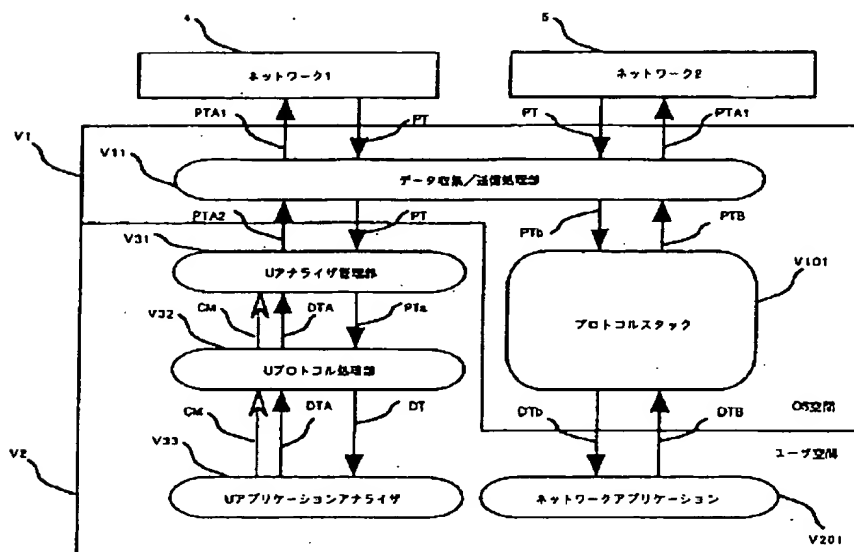 4
5
ネットワーク1
ネットワーク2
PTA1
PT
PT
PTA1
V1
V11
データ収集/送信処理部
PTA2
PT
PTb
PTB
V31
Uアナライザ管理部
V101
CM
DTA
PTa
V32
プロトコルスタック
Uプロトコル処理部
CM
DTA
DT
DTb
DTB
OS空間
V33
ユーザ空間
V2
Uアプリケーションアナライザ
ネットワークアプリケーション
V201